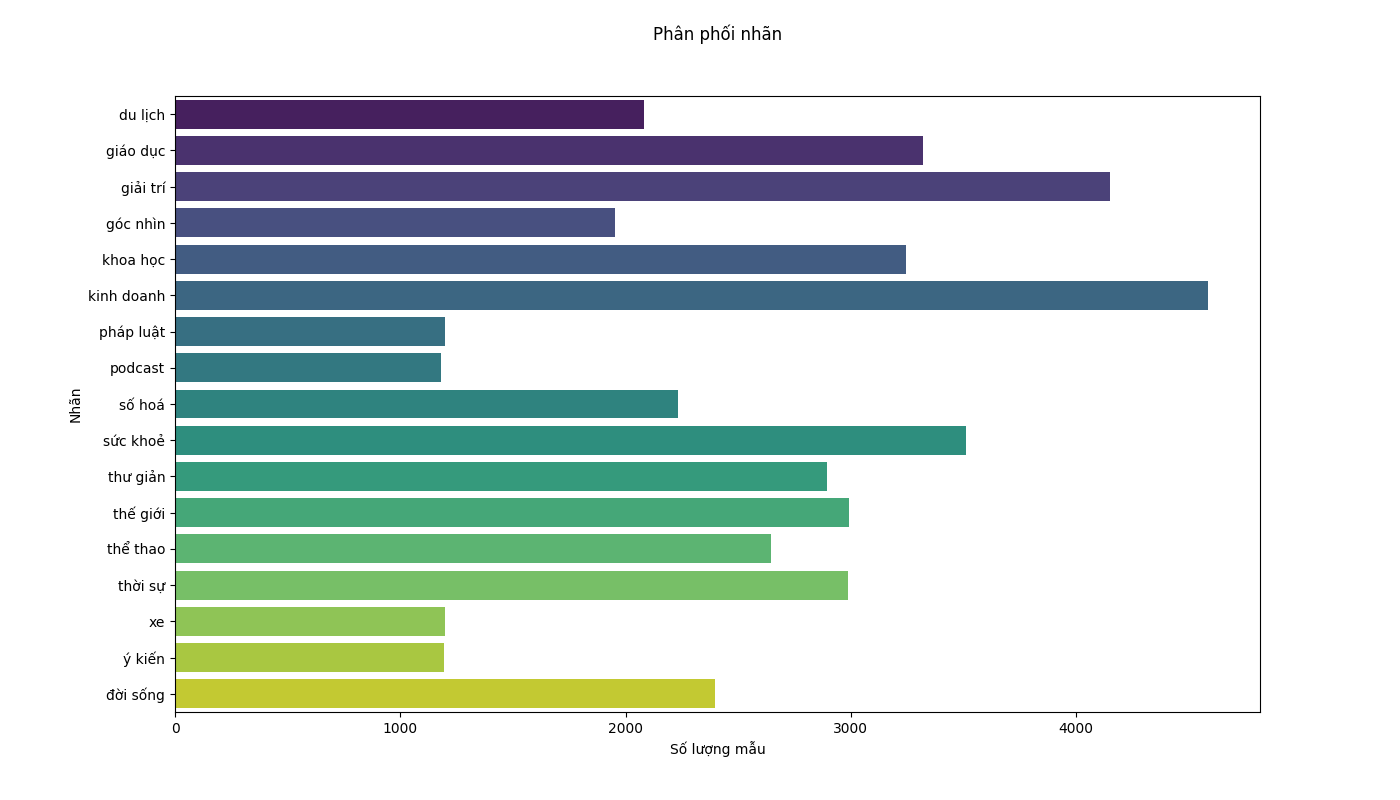 Phân phối nhãn
du lịch
giáo dục
giải trí
góc nhìn
khoa học
kinh doanh
pháp luật
podcast
số hoá
sức khoẻ
thư giản
thế giới
thể thao
thời sự
xe
ý kiến
đời sống
Nhãn
0 1000 2000 3000 4000
Số lượng mẫu